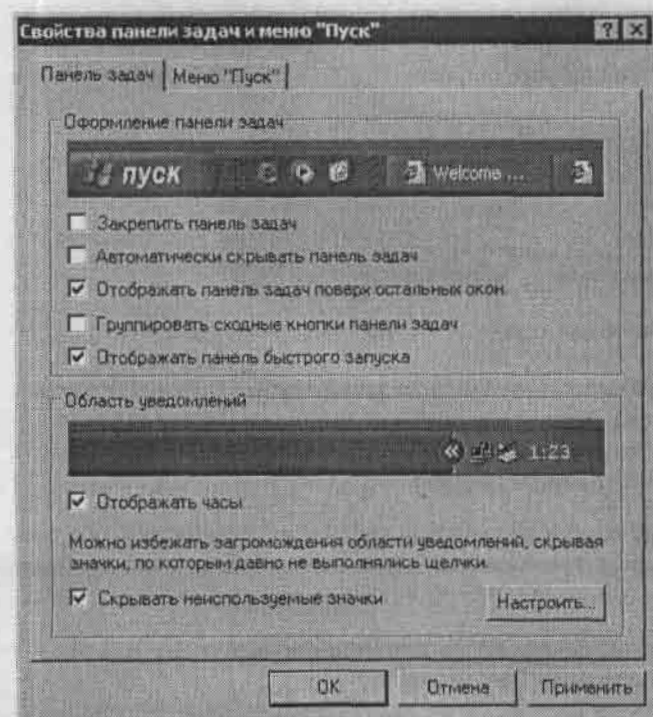 Свойства панели задач и меню "Пуск"
Панель задач Меню "Пуск"
Оформление панели задач
пуск Welcome ...
Закрепить панель задач
Автоматически скрывать панель задач
Отображать панель задач поверх остальных окон
Группировать сходные кнопки панели задач
Отображать панель быстрого запуска
Область уведомлений
« 1:23
Отображать часы
Можно избежать загромождения области уведомлений, скрывая
значки, по которым давно не выполнялись щелчки.
Скрывать неиспользуемые значки Настроить...
ОК Отмена Применить